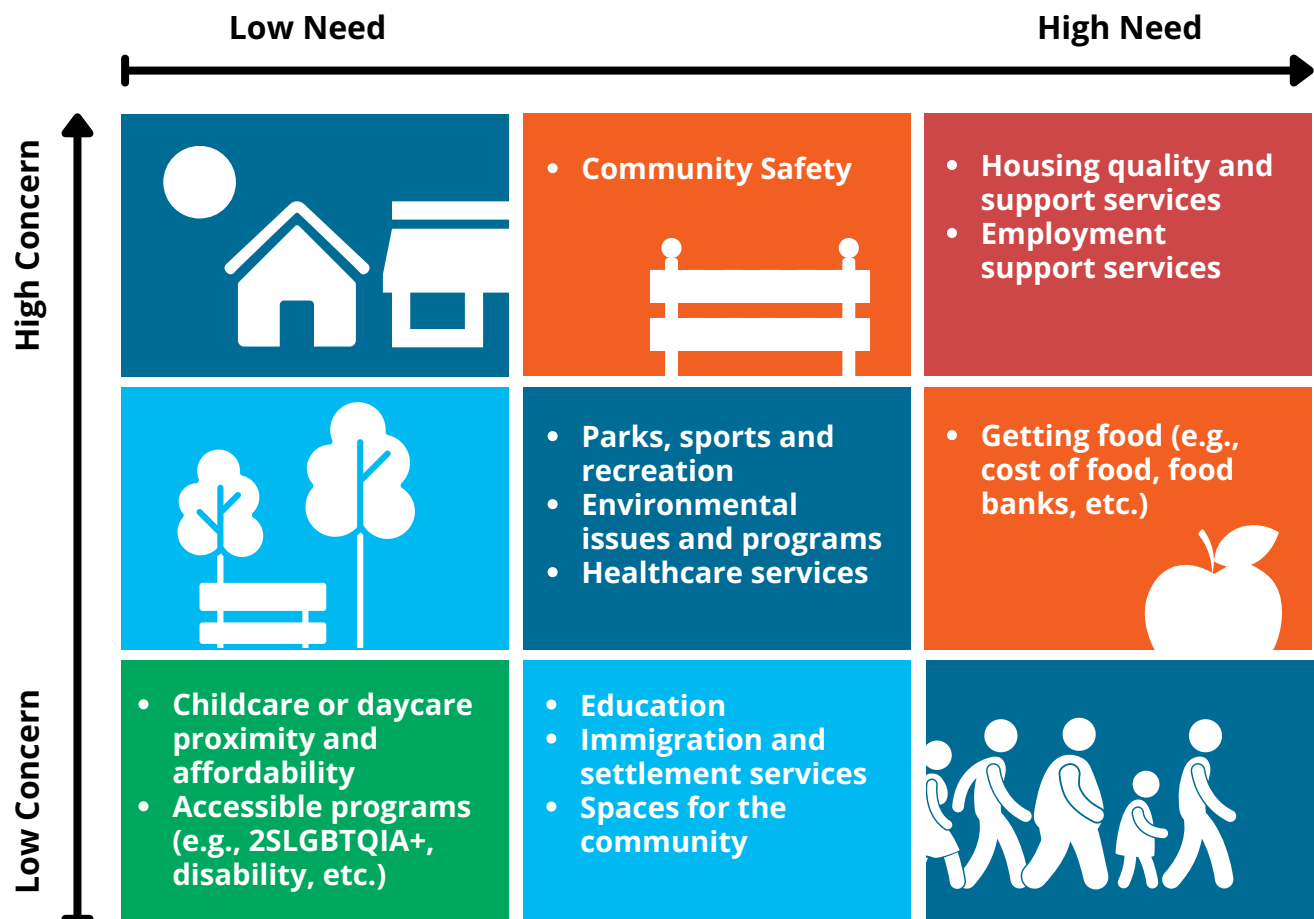 Low Need
High Need
High Concern
• Community Safety
• Housing quality and
support services
• Employment
support services
• Parks, sports and
recreation
• Environmental
issues and programs
• Healthcare services
• Getting food (e.g.,
cost of food, food
banks, etc.)
Low Concern
• Childcare or daycare
proximity and
affordability
• Accessible programs
(e.g., 2SLGBTQIA+,
disability, etc.)
• Education
• Immigration and
settlement services
• Spaces for the
community